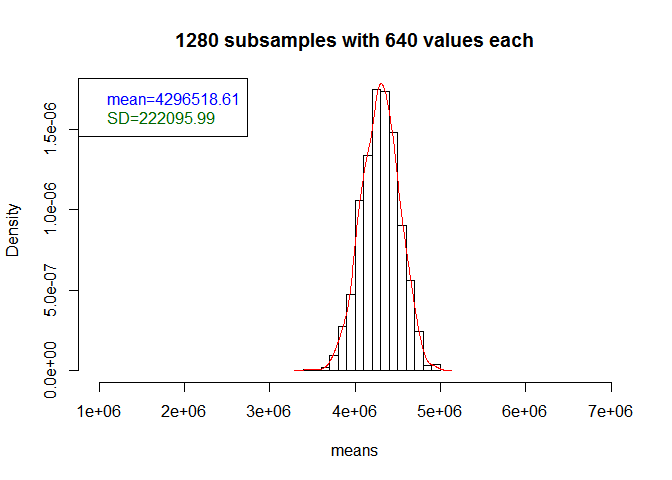 1280 subsamples with 640 values each
mean=4296518.61
SD=222095.99
Density
1.5e-06
1.0e-06
5.0e-07
0.0e+00
1e+06 2e+06 3e+06 4e+06 5e+06 6e+06 7e+06
means